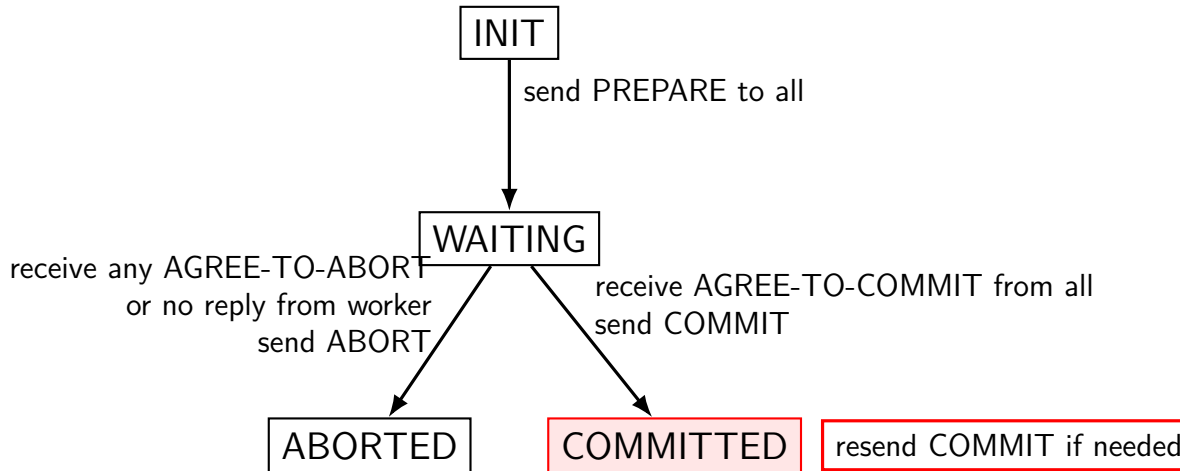 INIT
send PREPARE to all
WAITING
receive any AGREE-TO-ABORT
or no reply from worker
send ABORT
receive AGREE-TO-COMMIT from all
send COMMIT
ABORTED
COMMITTED
resend COMMIT if needed